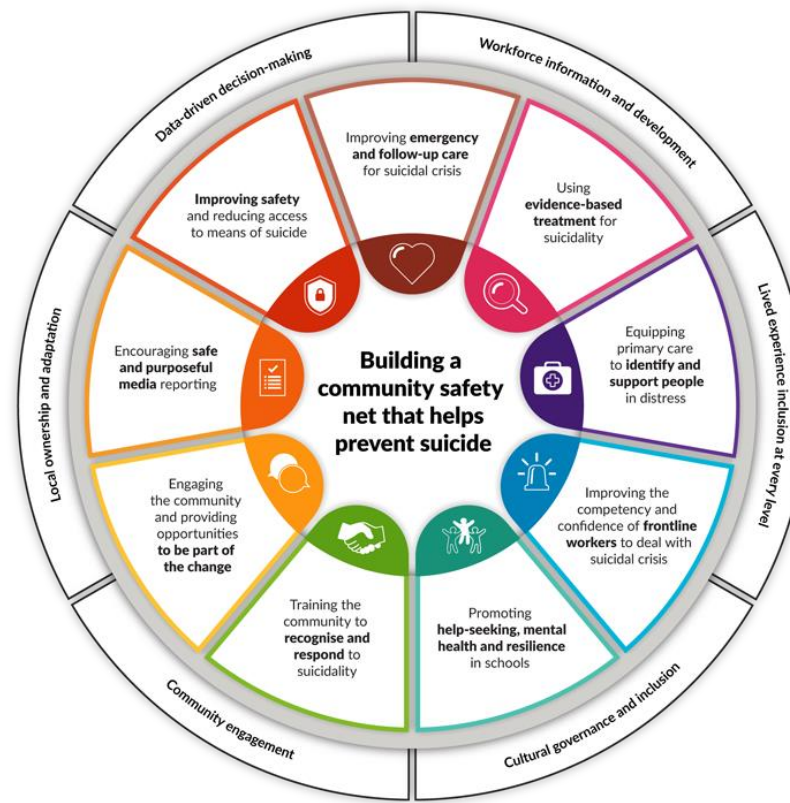 Data-driven decision-making
Workforce information and development
Lived experience inclusion at every level
Cultural governance and inclusion
Community engagement
Local ownership and adaptation
Improving emergency
and follow-up care
for suicidal crisis
Using
evidence-based
treatment for
suicidality
Equipping
primary care
to identify and
support people
in distress
Improving the
competency and
confidence of frontline
workers to deal with
suicidal crisis
Promoting
help-seeking, mental
health and resilience
in schools
Training the
community to
recognise and
respond to
suicidality
Engaging
the community
and providing
opportunities
to be part of
the change
Encouraging safe
and purposeful
media reporting
Improving safety
and reducing access
to means of suicide
Building a
community safety
net that helps
prevent suicide